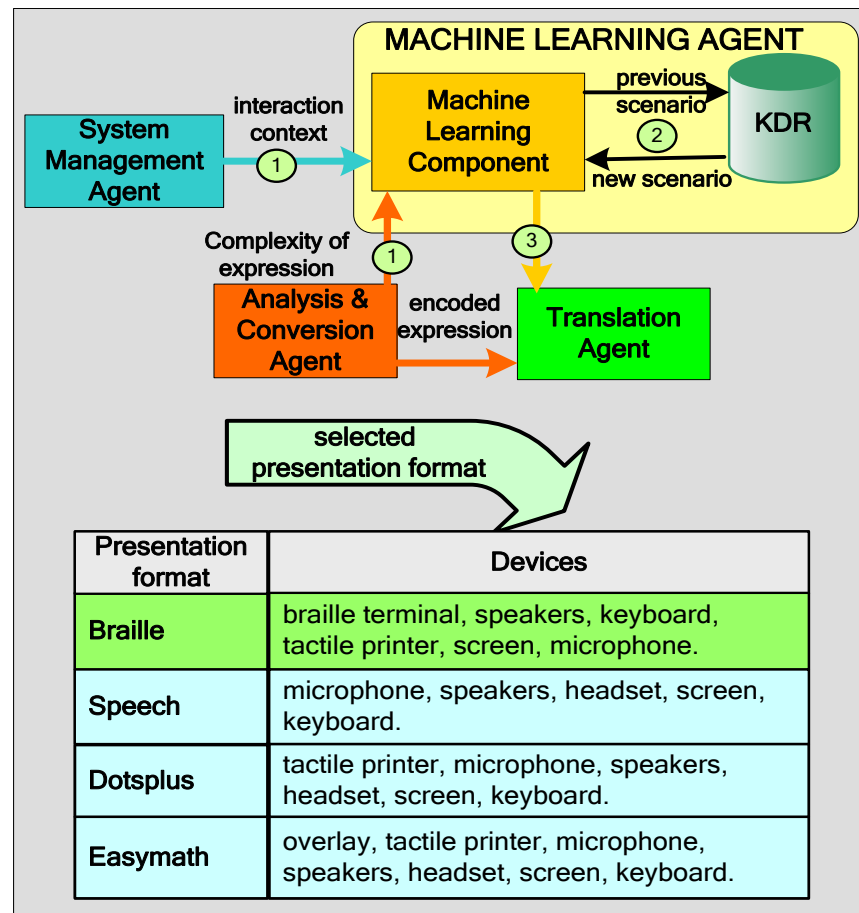 MACHINE LEARNING AGENT
System
Management
Agent
interaction
context
1
Machine
Learning
Component
previous
scenario
2
new scenario
KDR
Complexity of
expression
1
3
Analysis &
Conversion
Agent
encoded
expression
Translation
Agent
selected
presentation format
Presentation
format
Devices
Braille
braille terminal, speakers, keyboard,
tactile printer, screen, microphone.
Speech
microphone, speakers, headset, screen,
keyboard.
Dotsplus
tactile printer, microphone, speakers,
headset, screen, keyboard.
Easymath
overlay, tactile printer, microphone,
speakers, headset, screen, keyboard.